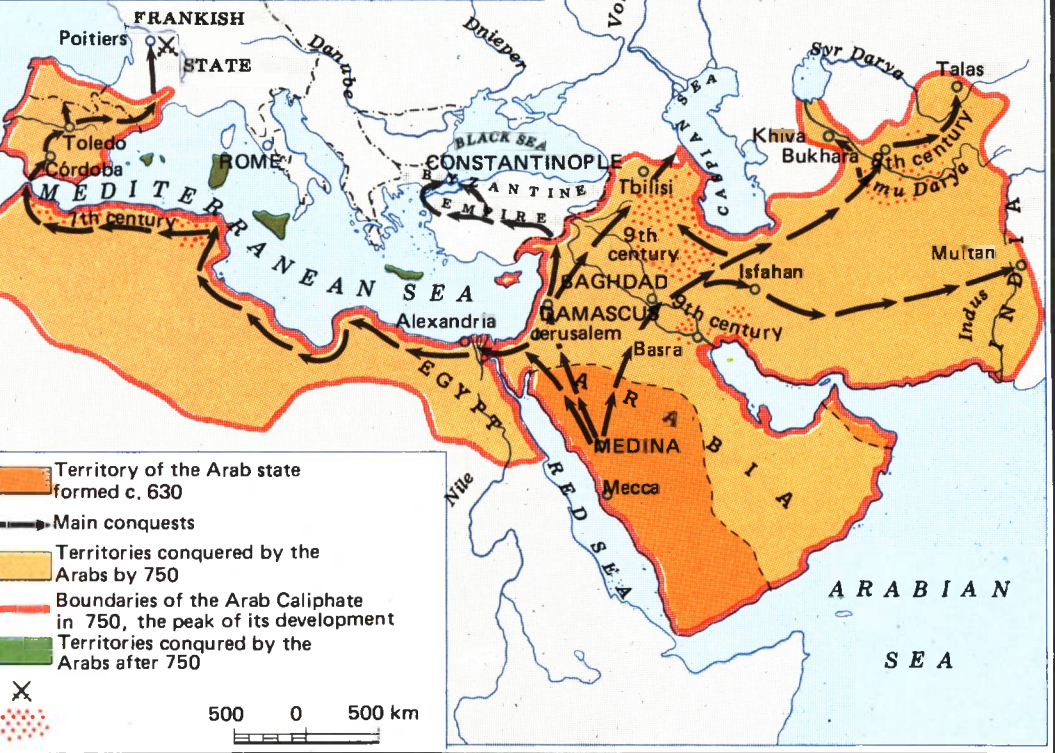 FRANKISH
STATE
Poitiers
Danube
Dnieper
Syr Darya
Talas
Toledo
Córdoba
ROME
BLACK SEA
CONSTANTINOPLE
BYZANTINE
EMPIRE
CASPIAN SEA
Tbilisi
Khiva
Bukhara
9th century
Amu Darya
MEDITERRANEAN SEA
7th century
9th
century
BAGHDAD
Isfahan
Multan
INDIA
Indus
Alexandria
DAMASCUS
Jerusalem
9th century
Basra
EGYPT
ARABIA
MEDINA
Mecca
Nile
RED SEA
ARABIAN
SEA
Territory of the Arab state
formed c. 630
Main conquests
Territories conquered by the
Arabs by 750
Boundaries of the Arab Caliphate
in 750, the peak of its development
Territories conqured by the
Arabs after 750
500 0 500 km